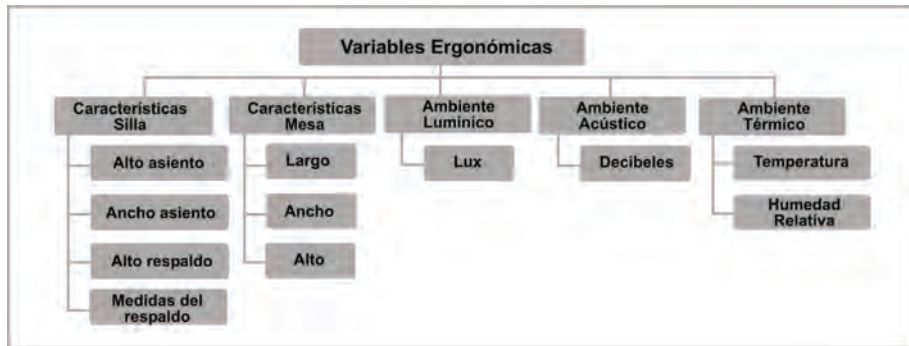 Variables Ergonómicas
Características
Silla
Alto asiento
Ancho asiento
Alto respaldo
Medidas del
respaldo
Características
Mesa
Largo
Ancho
Alto
Ambiente
Lumínico
Lux
Ambiente
Acústico
Decibeles
Ambiente
Térmico
Temperatura
Humedad
Relativa